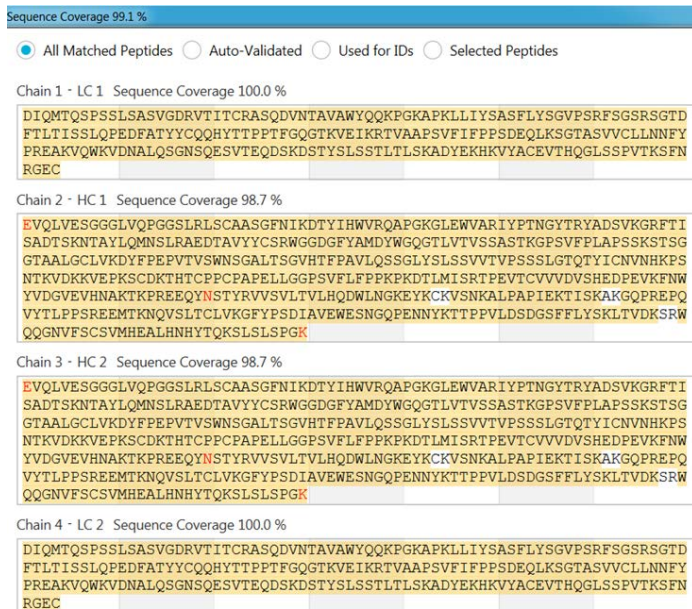 Sequence Coverage 99.1 %
All Matched Peptides Auto-Validated Used for IDs Selected Peptides
Chain 1 - LC 1 Sequence Coverage 100.0 %
DIQMTQSPSSLSASVGDRVTITCRASQDVNTAVAWYQQKPGKAPKLLIYSASFLYSGVPSRFSGSRSGTD
FTLTISSLQPEDFATYYCQQHYTTPPTFGQGTKVEIKRTVAAPSVFIFPPSDEQLKSGTASVVCLLNNFY
PREAKVQWKVDNALQSGNSQESVTEQDSKDSTYSLSSTLTLSKADYEKHKVYACEVTHQGLSSPVTKSFN
RGEC
Chain 2 - HC 1 Sequence Coverage 98.7 %
EVQLVESGGGLVQPGGSLRLSCAASGFNIKDTYIHWVRQAPGKGLEWVARIYPTNGYTRYADSVKGRFTI
SADTSKNTAYLQMNSLRAEDTAVYYCSRWGGDGFYAMDYWGQGTLVTVSSASTKGPSVFPLAPSSKSTSG
GTAALGCLVKDYFPEPVTVSWNSGALTSGVHTFPAVLQSSGLYSLSSVVTVPSSSLGTQTYICNVNHKPS
NTKVDKKVEPKSCDKTHTCPPCPAPELLGGPSVFLFPPKPKDTLMISRTPEVTCVVVDVSHEDPEVKFNW
YVDGVEVHNAKTKPREEQYNSTYRVVSVLTVLHQDWLNGKEYKCKVSNKALPAPIEKTISKAKGQPREPQ
VYTLPPSREEMTKNQVSLTCLVKGFYPSDIAVEWESNGQPENNYKTTPPVLDSDGSFFLYSKLTVDKSRW
QQGNVFSCSVMHEALHNHYTQKSLSLSPGK
Chain 3 - HC 2 Sequence Coverage 98.7 %
EVQLVESGGGLVQPGGSLRLSCAASGFNIKDTYIHWVRQAPGKGLEWVARIYPTNGYTRYADSVKGRFTI
SADTSKNTAYLQMNSLRAEDTAVYYCSRWGGDGFYAMDYWGQGTLVTVSSASTKGPSVFPLAPSSKSTSG
GTAALGCLVKDYFPEPVTVSWNSGALTSGVHTFPAVLQSSGLYSLSSVVTVPSSSLGTQTYICNVNHKPS
NTKVDKKVEPKSCDKTHTCPPCPAPELLGGPSVFLFPPKPKDTLMISRTPEVTCVVVDVSHEDPEVKFNW
YVDGVEVHNAKTKPREEQYNSTYRVVSVLTVLHQDWLNGKEYKCKVSNKALPAPIEKTISKAKGQPREPQ
VYTLPPSREEMTKNQVSLTCLVKGFYPSDIAVEWESNGQPENNYKTTPPVLDSDGSFFLYSKLTVDKSRW
QQGNVFSCSVMHEALHNHYTQKSLSLSPGK
Chain 4 - LC 2 Sequence Coverage 100.0 %
DIQMTQSPSSLSASVGDRVTITCRASQDVNTAVAWYQQKPGKAPKLLIYSASFLYSGVPSRFSGSRSGTD
FTLTISSLQPEDFATYYCQQHYTTPPTFGQGTKVEIKRTVAAPSVFIFPPSDEQLKSGTASVVCLLNNFY
PREAKVQWKVDNALQSGNSQESVTEQDSKDSTYSLSSTLTLSKADYEKHKVYACEVTHQGLSSPVTKSFN
RGEC